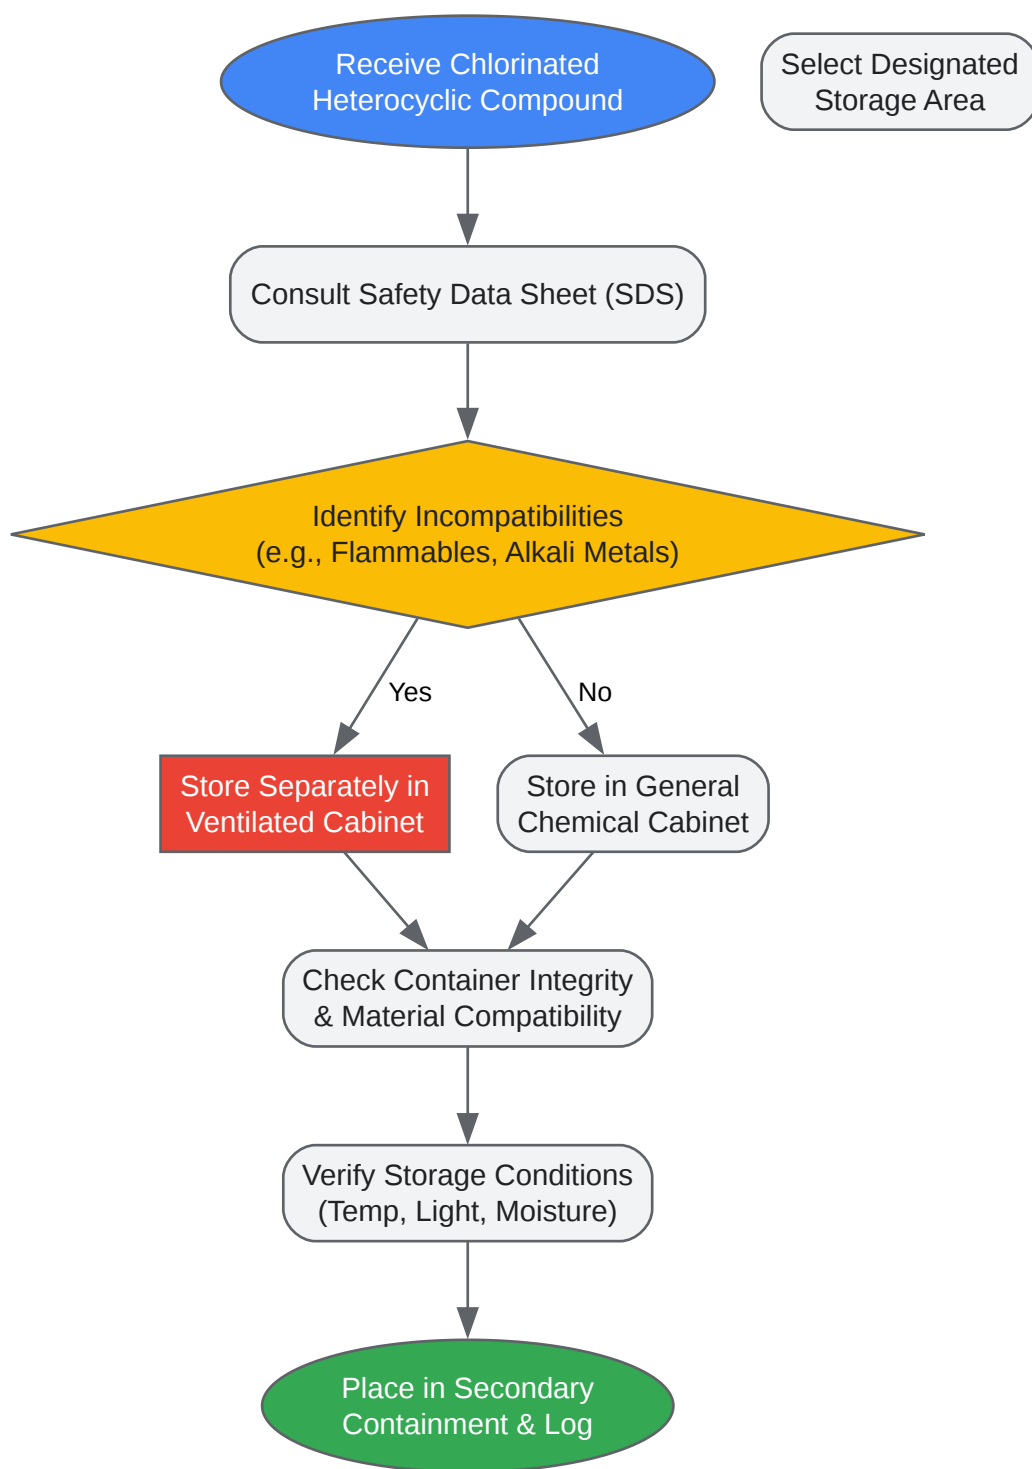 Receive Chlorinated
Heterocyclic Compound
Select Designated
Storage Area
Consult Safety Data Sheet (SDS)
Identify Incompatibilities
(e.g., Flammables, Alkali Metals)
Yes
No
Store Separately in
Ventilated Cabinet
Store in General
Chemical Cabinet
Check Container Integrity
& Material Compatibility
Verify Storage Conditions
(Temp, Light, Moisture)
Place in Secondary
Containment & Log